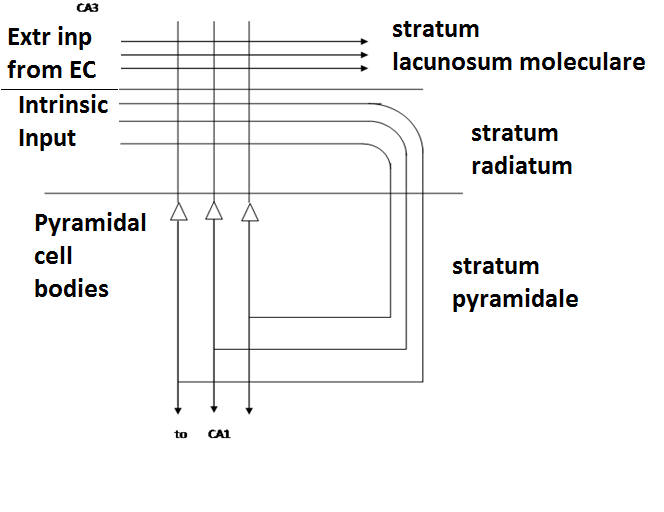 CA3
Extr inp
from EC
stratum
lacunosum moleculare
Intrinsic
Input
stratum
radiatum
Pyramidal
cell
bodies
stratum
pyramidale
to CA1